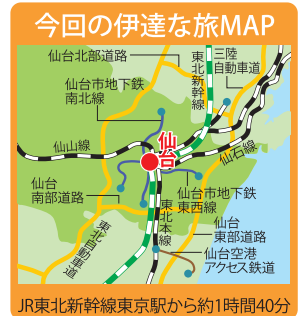 今回の伊達な旅MAP
仙台北部道路
仙台市地下鉄
南北線
東北新幹線
三陸
自動車道
仙山線
仙台
仙石線
仙台
南部道路
東北自動車道
東北本線
仙台市地下鉄
東西線
仙台
東部道路
仙台空港
アクセス鉄道
JR東北新幹線東京駅から約1時間40分